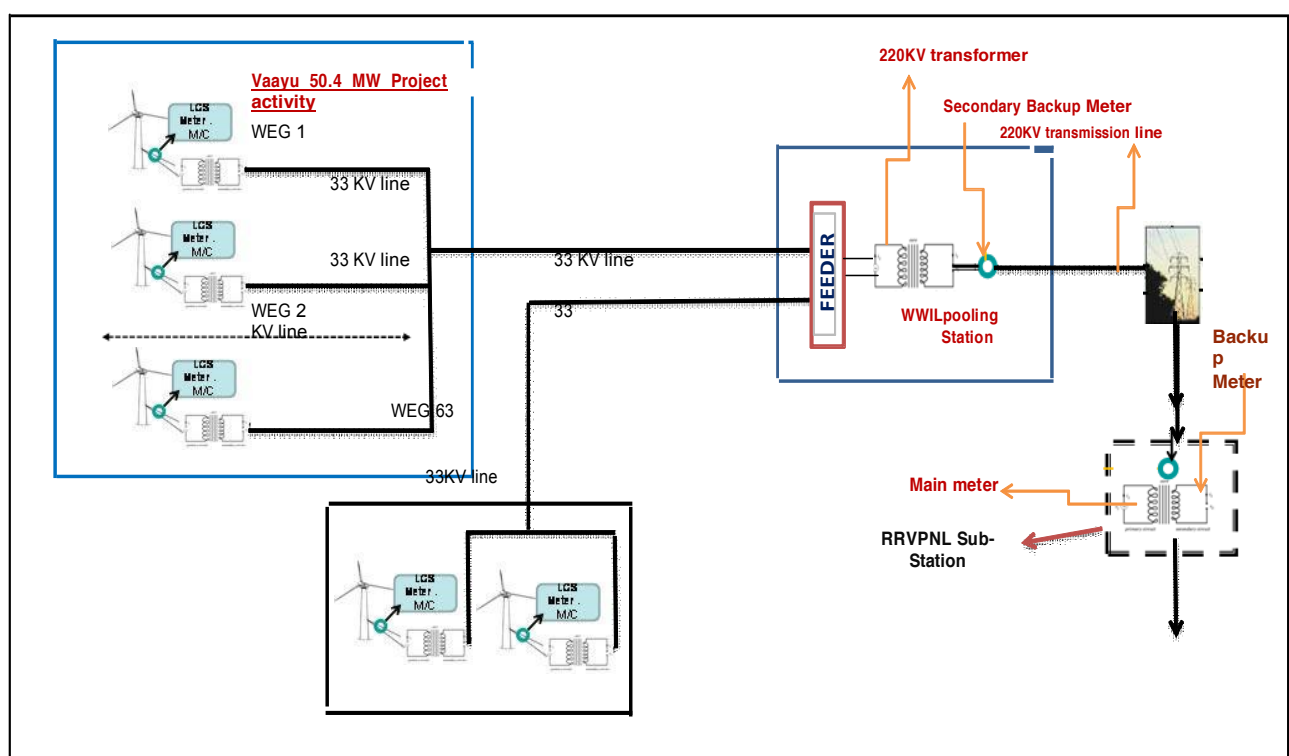 Vaayu 50.4 MW Project
activity
LCS
Meter .
M/C
WEG 1
33 KV line
LCS
Meter .
M/C
33 KV line
WEG 2
KV line
LCS
Meter .
M/C
WEG 63
33 KV line
33
33KV line
LCS
Meter .
M/C
LCS
Meter .
M/C
220KV transformer
Secondary Backup Meter
220KV transmission line
FEEDER
WWILpooling
Station
Backu
p
Meter
Main meter
RRVPNL Sub-
Station